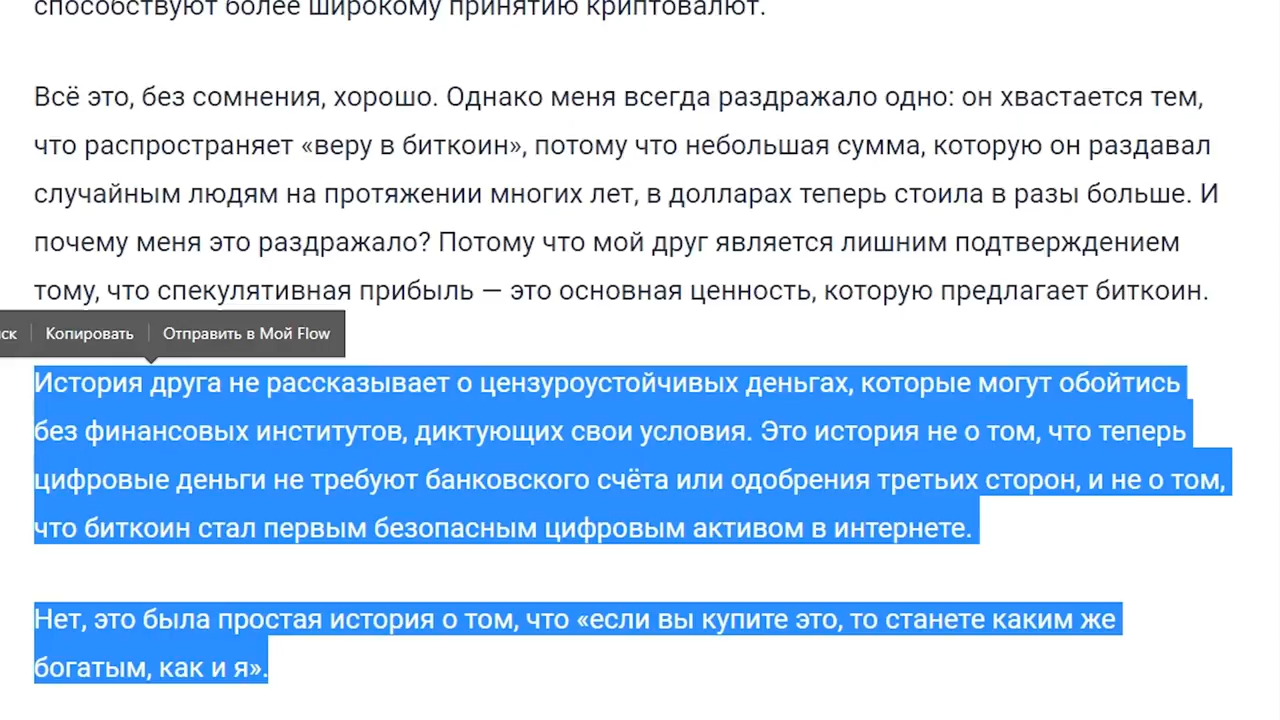 способствуют более широкому принятию криптовалют.
Всё это, без сомнения, хорошо. Однако меня всегда раздражало одно: он хвастается тем,
что распространяет «веру в биткоин», потому что небольшая сумма, которую он раздавал
случайным людям на протяжении многих лет, в долларах теперь стоила в разы больше. И
почему меня это раздражало? Потому что мой друг является лишним подтверждением
тому, что спекулятивная прибыль — это основная ценность, которую предлагает биткоин.
ск Копировать Отправить в Мой Flow
История друга не рассказывает о цензуроустойчивых деньгах, которые могут обойтись
без финансовых институтов, диктующих свои условия. Это история не о том, что теперь
цифровые деньги не требуют банковского счёта или одобрения третьих сторон, и не о том,
что биткоин стал первым безопасным цифровым активом в интернете.
Нет, это была простая история о том, что «если вы купите это, то станете каким же
богатым, как и я».